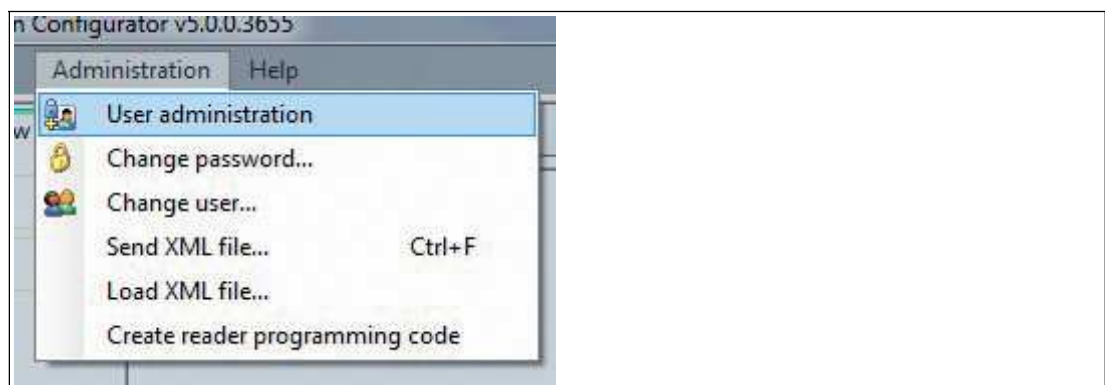 n Configurator v5.0.0.3655
Administration Help
w
User administration
Change password...
Change user...
Send XML file... Ctrl+F
Load XML file...
Create reader programming code